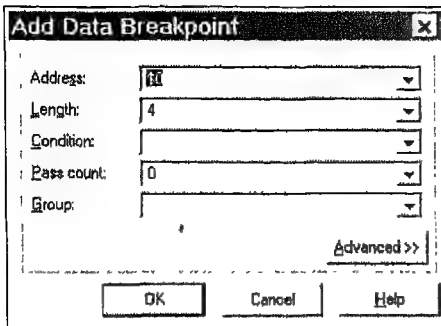 Add Data Breakpoint
Address:
Length: 4
Condition:
Pass count: 0
Group:
Advanced >>
OK Cancel Help